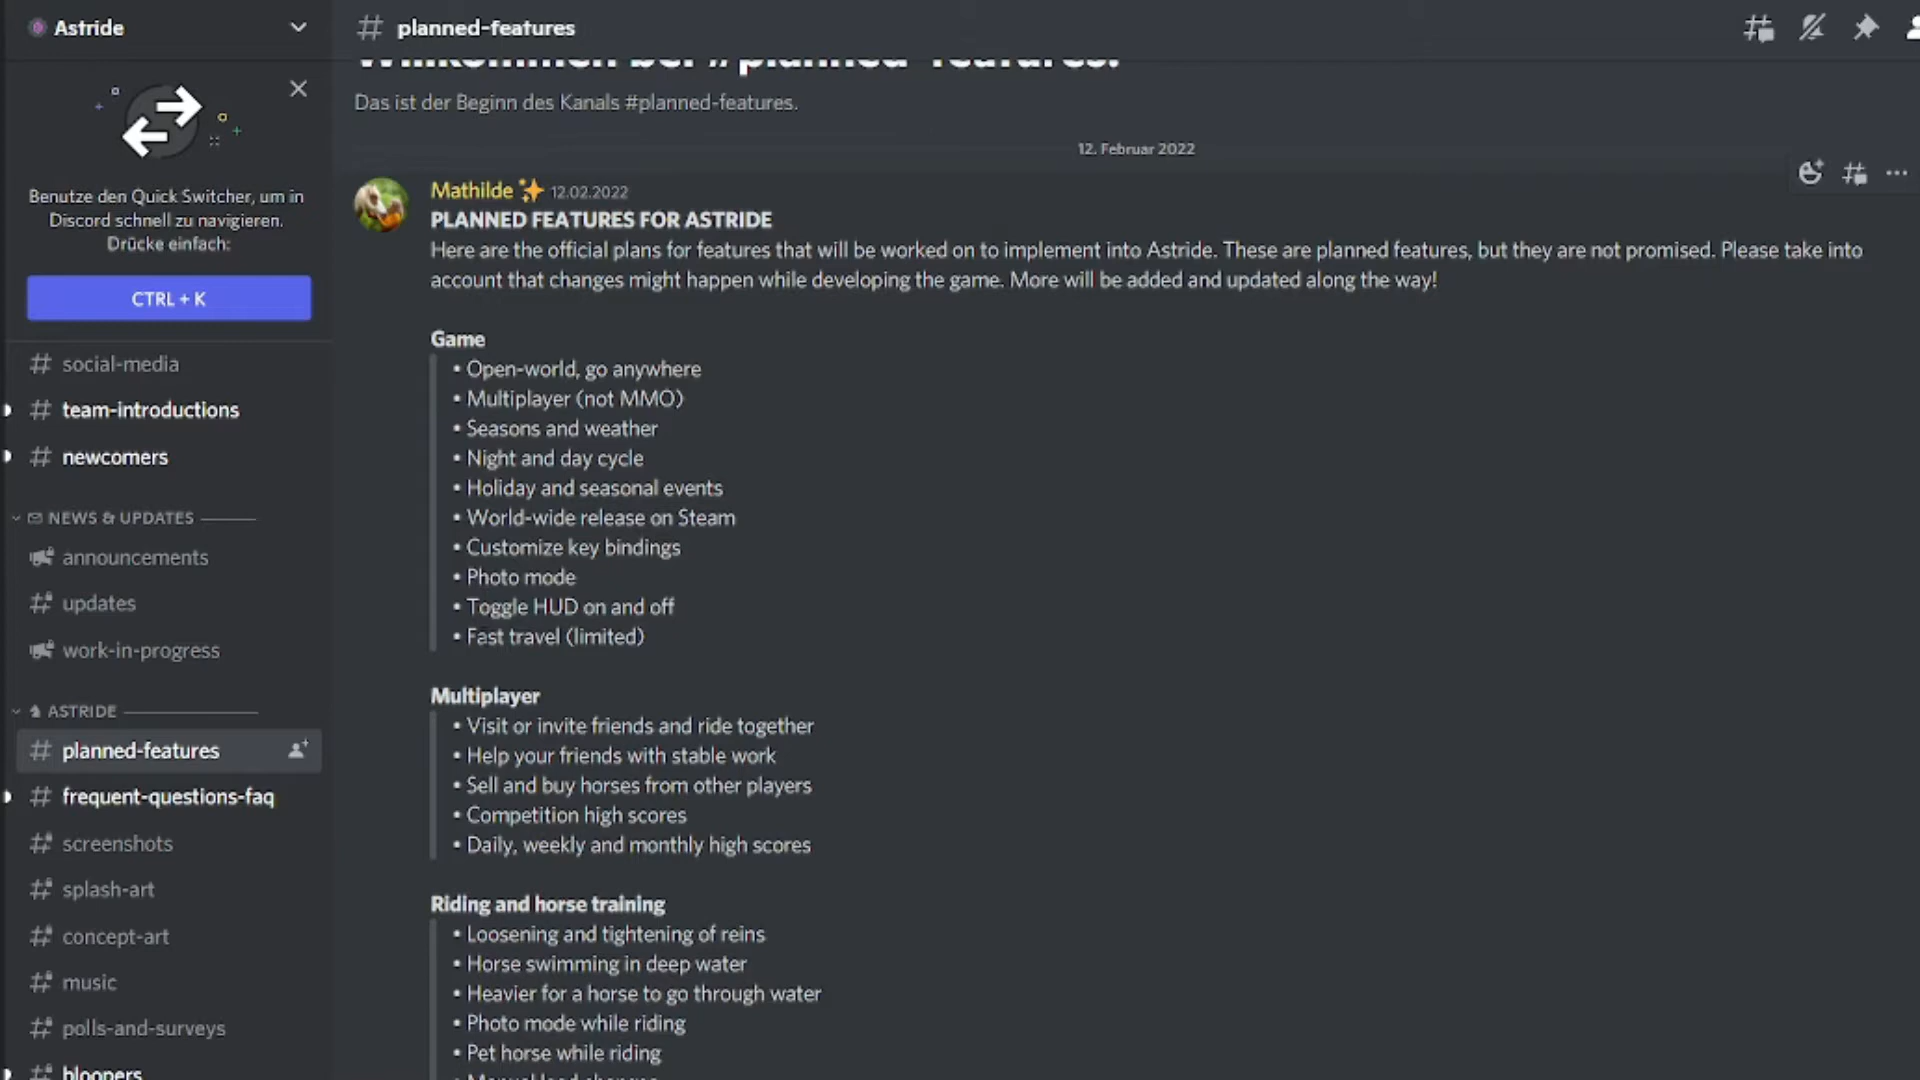 Astride
Benutze den Quick Switcher, um in
Discord schnell zu navigieren.
Drücke einfach:
CTRL + K
social-media
team-introductions
newcomers
NEWS & UPDATES
announcements
updates
work-in-progress
ASTRIDE
planned-features
frequent-questions-faq
screenshots
splash-art
concept-art
music
polls-and-surveys
bloopers
planned-features
Willkommen bei #planned-features!
Das ist der Beginn des Kanals #planned-features.
12. Februar 2022
Mathilde ✨ 12.02.2022
PLANNED FEATURES FOR ASTRIDE
Here are the official plans for features that will be worked on to implement into Astride. These are planned features, but they are not promised. Please take into
account that changes might happen while developing the game. More will be added and updated along the way!
Game
• Open-world, go anywhere
• Multiplayer (not MMO)
• Seasons and weather
• Night and day cycle
• Holiday and seasonal events
• World-wide release on Steam
• Customize key bindings
• Photo mode
• Toggle HUD on and off
• Fast travel (limited)
Multiplayer
• Visit or invite friends and ride together
• Help your friends with stable work
• Sell and buy horses from other players
• Competition high scores
• Daily, weekly and monthly high scores
Riding and horse training
• Loosening and tightening of reins
• Horse swimming in deep water
• Heavier for a horse to go through water
• Photo mode while riding
• Pet horse while riding